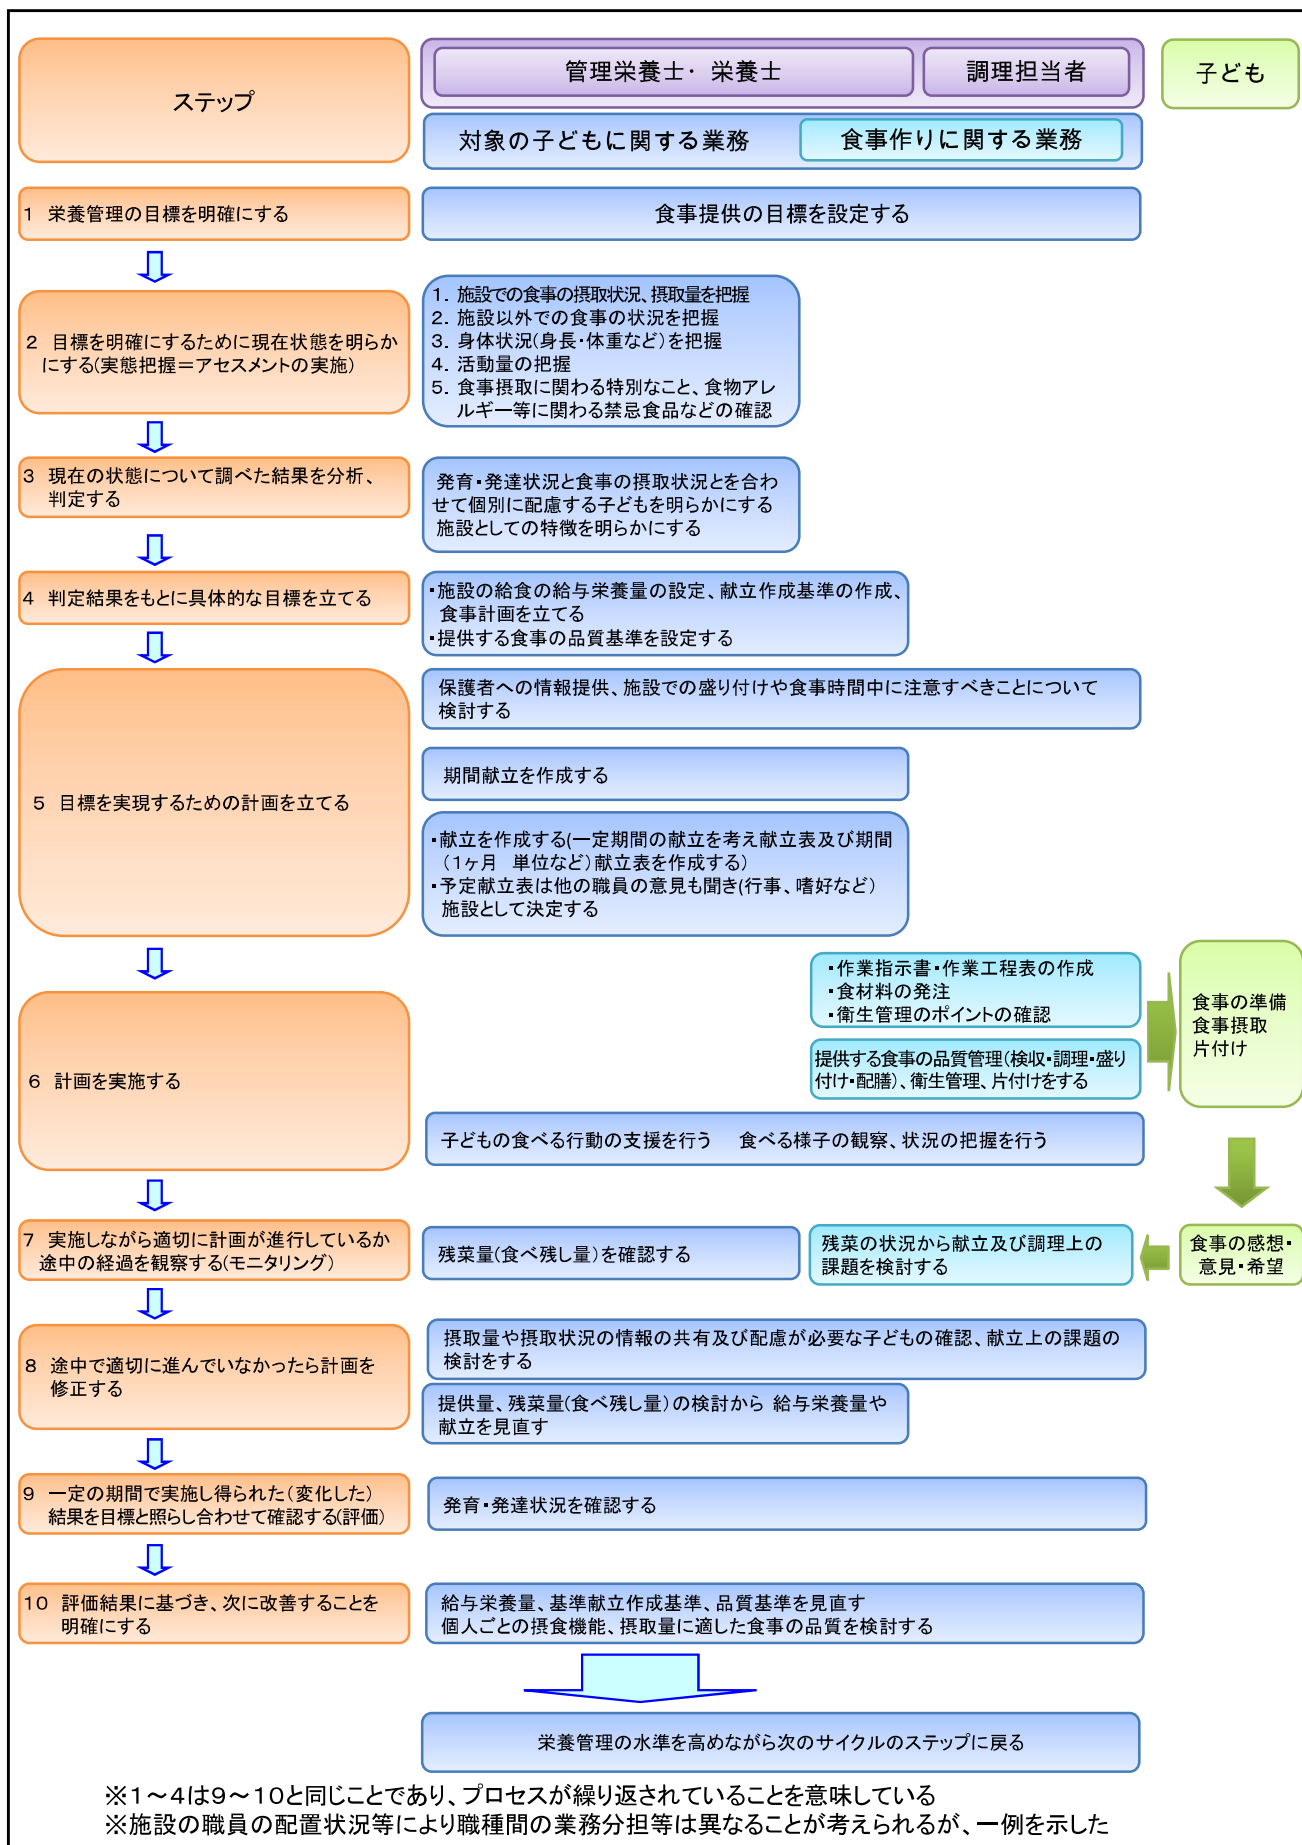 ステップ
管理栄養士・ 栄養士
調理担当者
子ども
対象の子どもに関する業務
食事作りに関する業務
1 栄養管理の目標を明確にする
食事提供の目標を設定する
2 目標を明確にするために現在状態を明らか
にする(実態把握＝アセスメントの実施)
1. 施設での食事の摂取状況、摂取量を把握
2. 施設以外での食事の状況を把握
3. 身体状況(身長・体重など)を把握
4. 活動量の把握
5. 食事摂取に関わる特別なこと、食物アレ
ルギー等に関わる禁忌食品などの確認
3 現在の状態について調べた結果を分析、
判定する
発育・発達状況と食事の摂取状況とを合わ
せて個別に配慮する子どもを明らかにする
施設としての特徴を明らかにする
4 判定結果をもとに具体的な目標を立てる
・施設の給食の給与栄養量の設定、献立作成基準の作成、
食事計画を立てる
・提供する食事の品質基準を設定する
5 目標を実現するための計画を立てる
保護者への情報提供、施設での盛り付けや食事時間中に注意すべきことについて
検討する
期間献立を作成する
・献立を作成する(一定期間の献立を考え献立表及び期間
(1ヶ月 単位など)献立表を作成する)
・予定献立表は他の職員の意見も聞き(行事、嗜好など)
施設として決定する
6 計画を実施する
・作業指示書・作業工程表の作成
・食材料の発注
・衛生管理のポイントの確認
提供する食事の品質管理(検収・調理・盛り
付け・配膳)、衛生管理、片付けをする
食事の準備
食事摂取
片付け
子どもの食べる行動の支援を行う 食べる様子の観察、状況の把握を行う
7 実施しながら適切に計画が進行しているか
途中の経過を観察する(モニタリング)
残菜量(食べ残し量)を確認する
残菜の状況から献立及び調理上の
課題を検討する
食事の感想・
意見・希望
8 途中で適切に進んでいなかったら計画を
修正する
摂取量や摂取状況の情報の共有及び配慮が必要な子どもの確認、献立上の課題の
検討をする
提供量、残菜量(食べ残し量)の検討から 給与栄養量や
献立を見直す
9 一定の期間で実施し得られた(変化した)
結果を目標と照らし合わせて確認する(評価)
発育・発達状況を確認する
10 評価結果に基づき、次に改善することを
明確にする
給与栄養量、基準献立作成基準、品質基準を見直す
個人ごとの摂食機能、摂取量に適した食事の品質を検討する
栄養管理の水準を高めながら次のサイクルのステップに戻る
※1～4は9～10と同じことであり、プロセスが繰り返されていることを意味している
※施設の職員の配置状況等により職種間の業務分担等は異なることが考えられるが、一例を示した